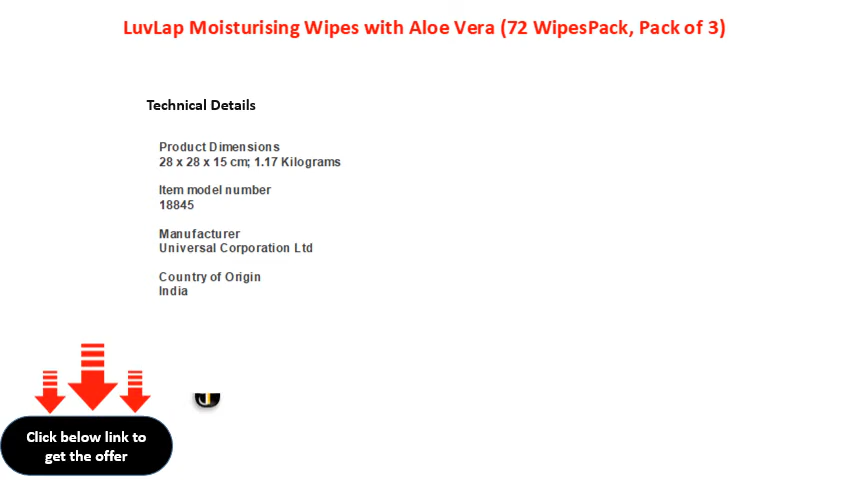 LuvLap Moisturising Wipes with Aloe Vera (72 WipesPack, Pack of 3)
Technical Details
Product Dimensions
28 x 28 x 15 cm; 1.17 Kilograms
Item model number
18845
Manufacturer
Universal Corporation Ltd
Country of Origin
India
Click below link to
get the offer